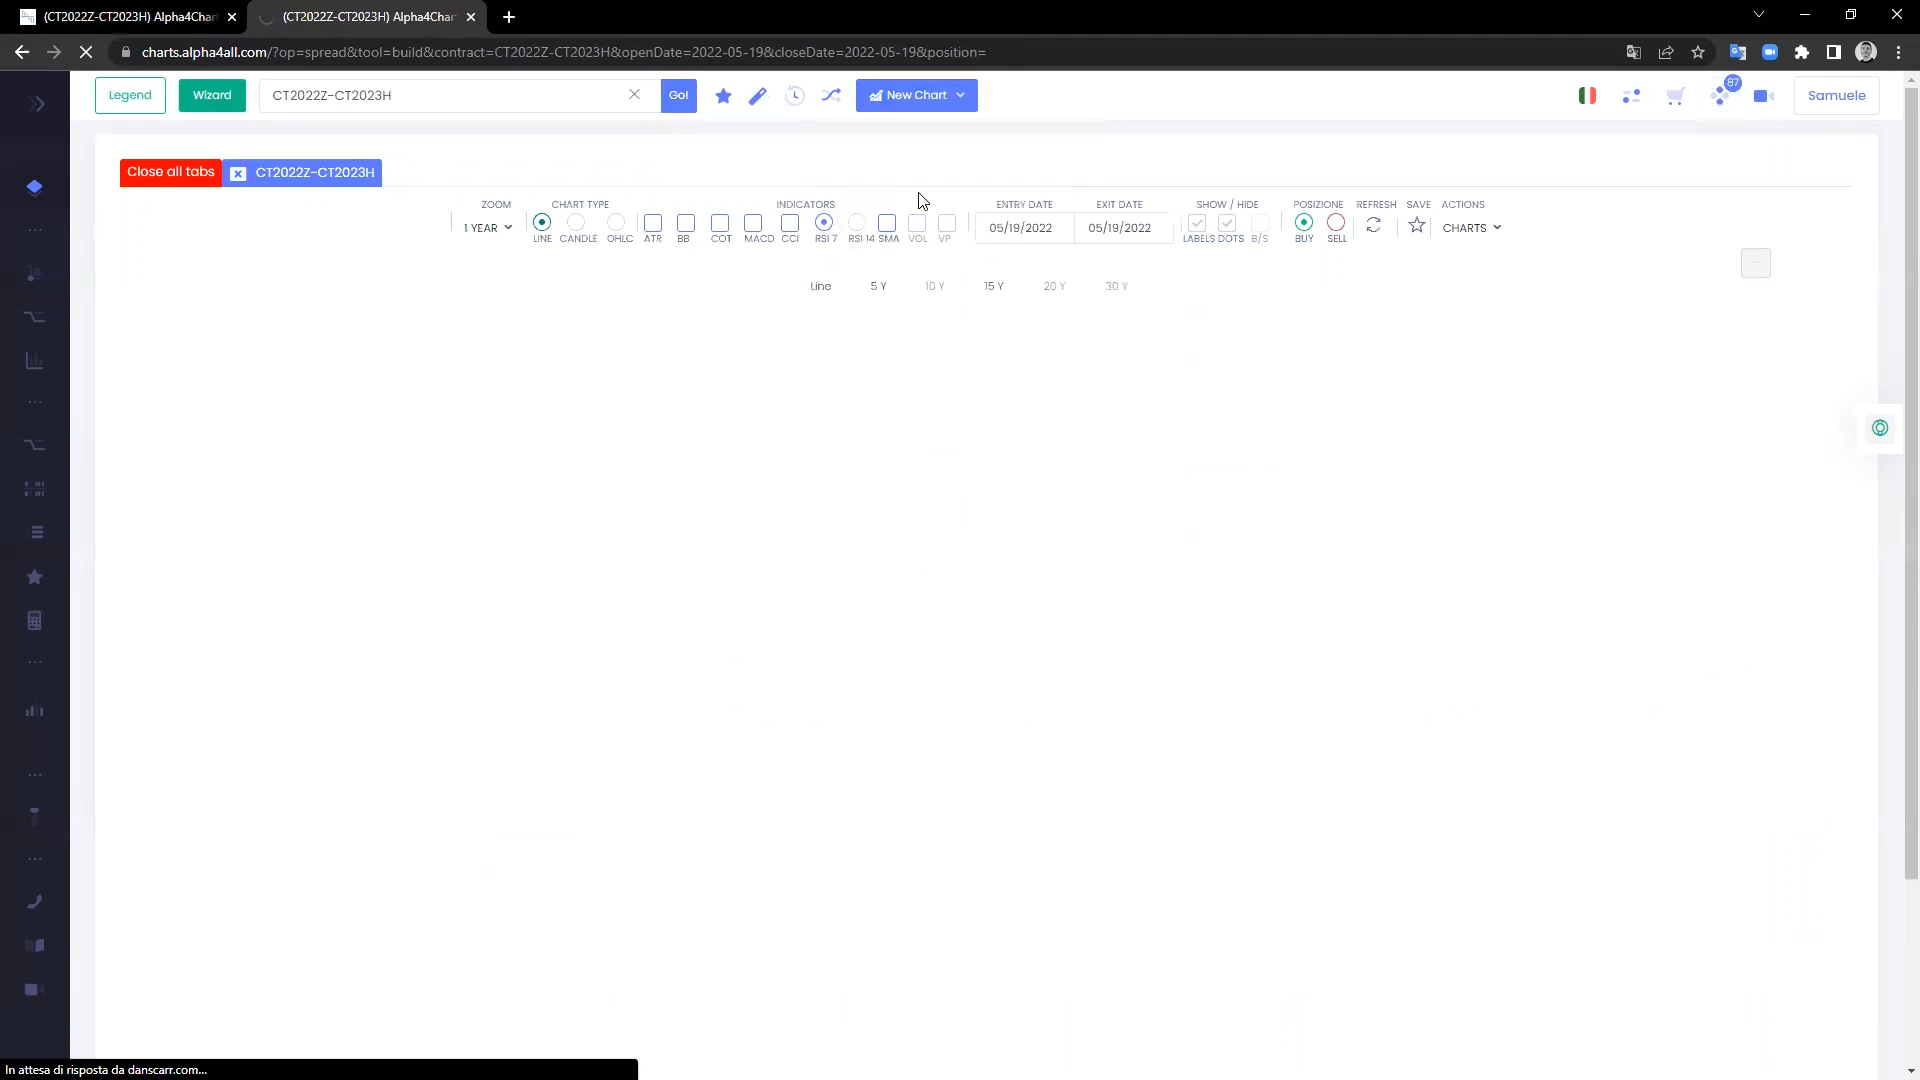 (CT2022Z-CT2023H) Alpha4Char
(CT2022Z-CT2023H) Alpha4Char
charts.alpha4all.com/?op=spread&tool=build&contract=CT2022Z-CT2023H&openDate=2022-05-19&closeDate=2022-05-19&position=
Legend
Wizard
CT2022Z-CT2023H
Go!
New Chart
87
Samuele
Close all tabs
CT2022Z-CT2023H
ZOOM
CHART TYPE
INDICATORS
ENTRY DATE
EXIT DATE
SHOW / HIDE
POSIZIONE
REFRESH
SAVE
ACTIONS
1 YEAR
05/19/2022
05/19/2022
CHARTS
LINE
CANDLE
OHLC
ATR
BB
COT
MACD
CCI
RSI 7
RSI 14
SMA
VOL
VP
LABELS
DOTS
B/S
BUY
SELL
Line
5 Y
10 Y
15 Y
20 Y
30 Y
In attesa di risposta da danscarr.com...